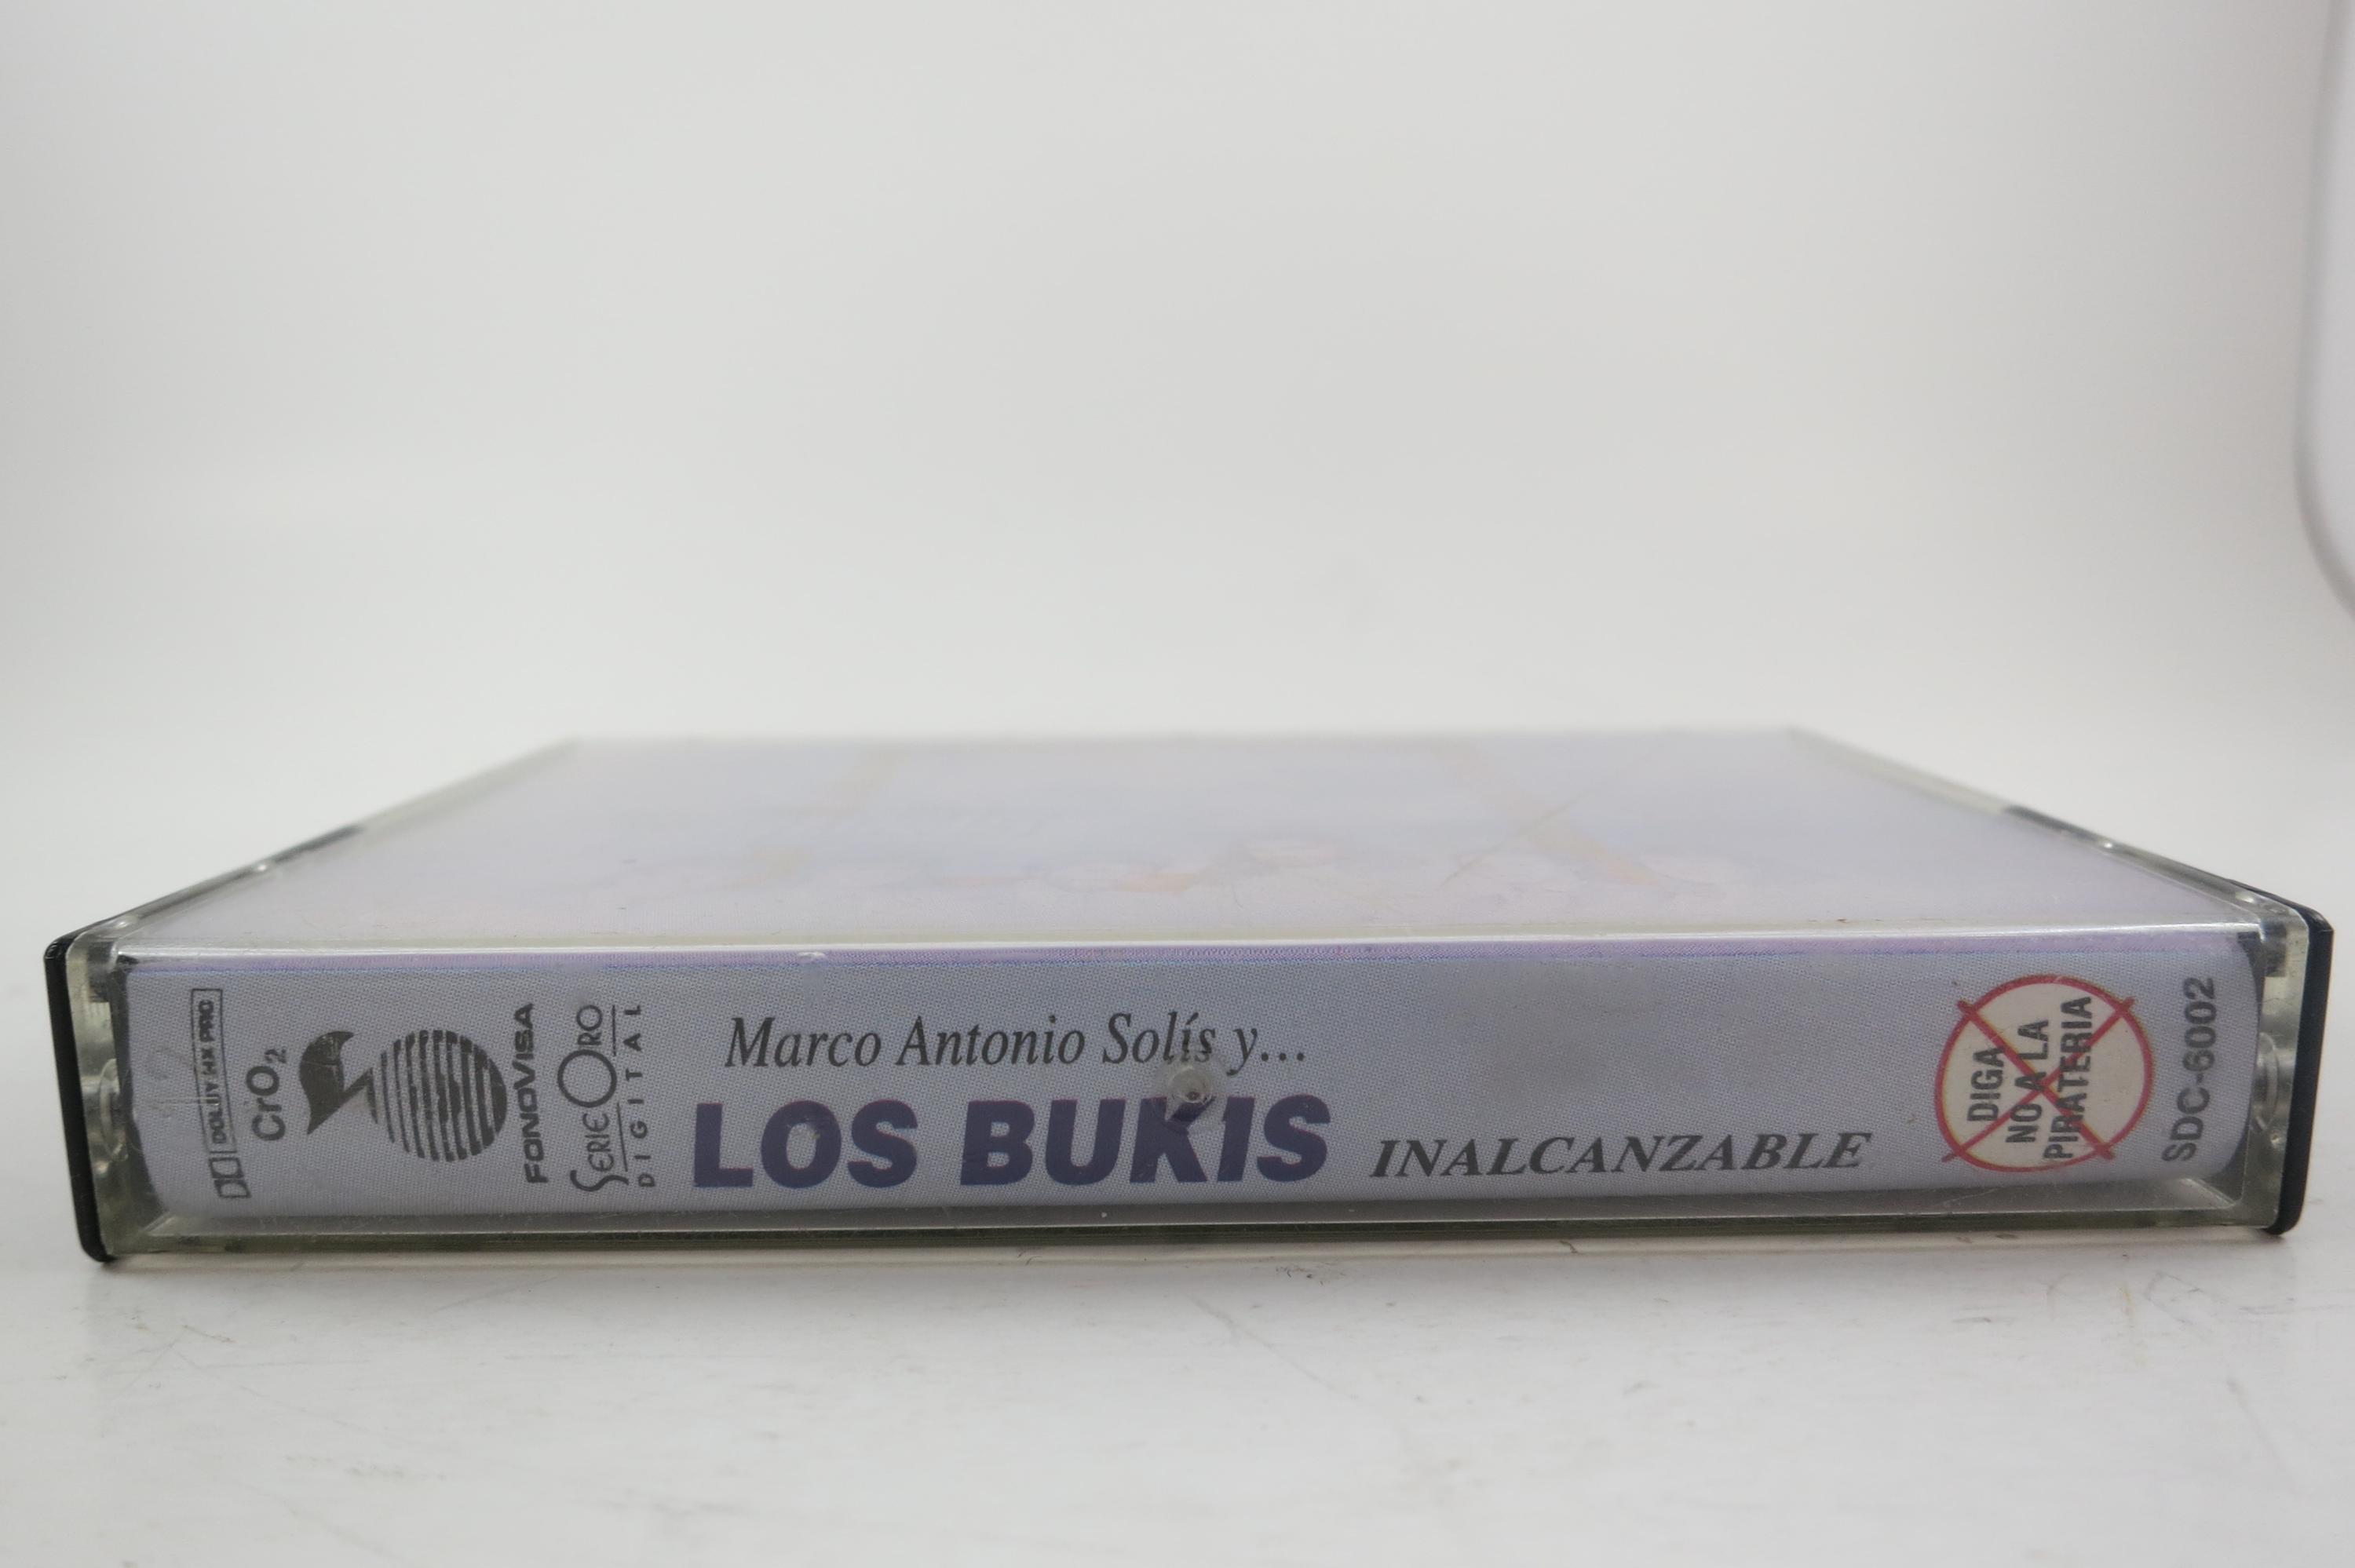 DOLBY HX PRO
CrO2
FONOVISA
SERIE ORO
DIGITAL
Marco Antonio Solís y...
LOS BUKIS
INALCANZABLE
DIGA
NO A LA
PIRATERIA
SDC-6002